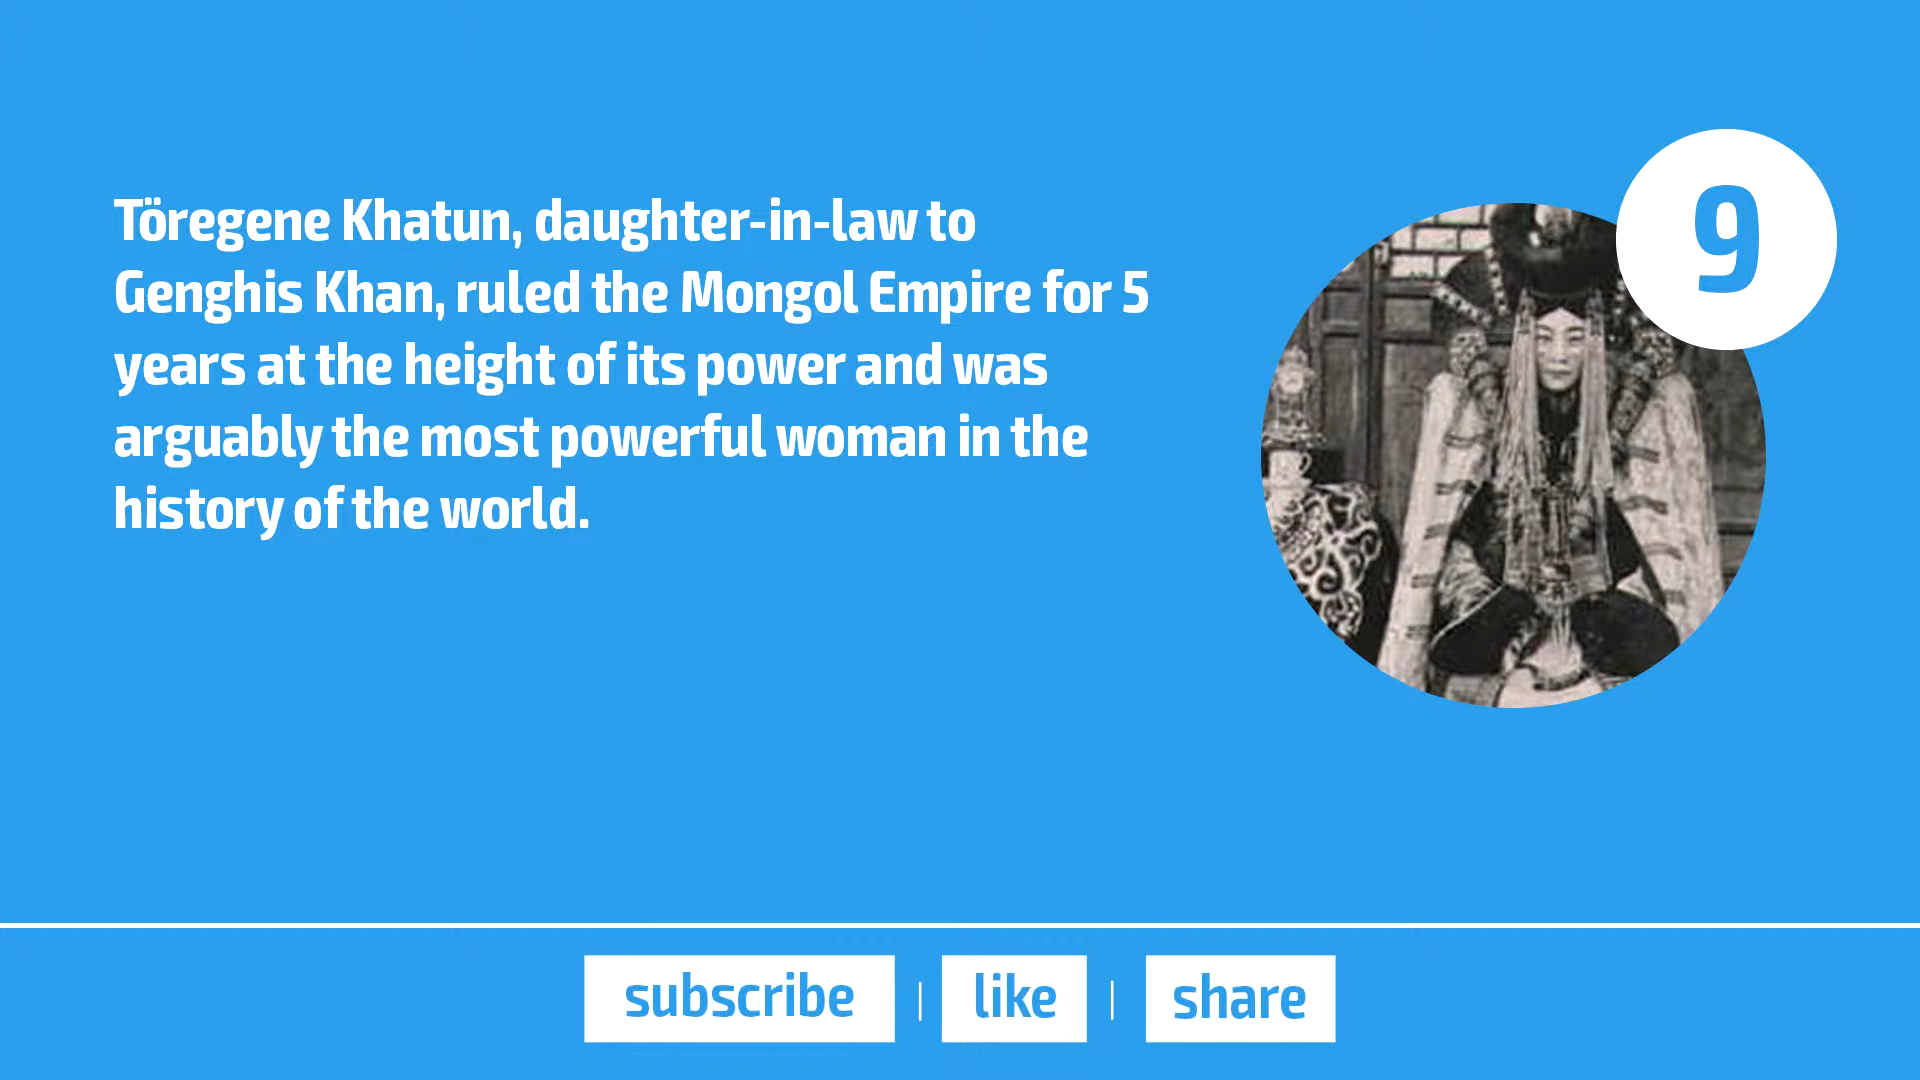 9
Töregene Khatun, daughter-in-law to
Genghis Khan, ruled the Mongol Empire for 5
years at the height of its power and was
arguably the most powerful woman in the
history of the world.
subscribe | like | share